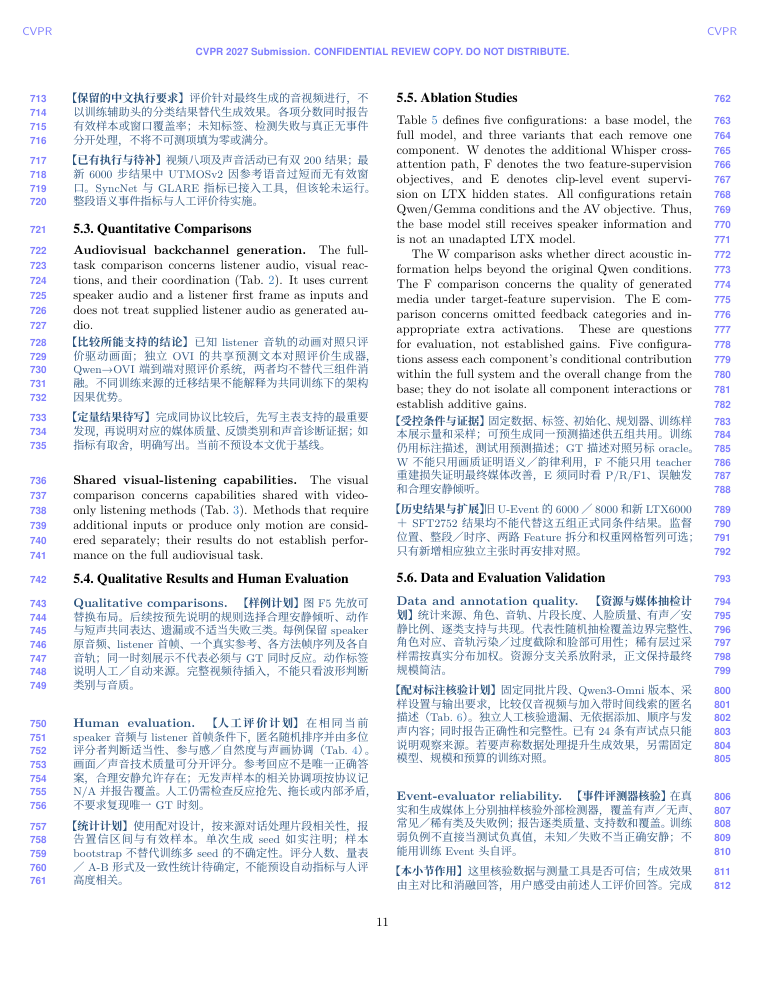 CVPR
CVPR
CVPR 2027 Submission. CONFIDENTIAL REVIEW COPY. DO NOT DISTRIBUTE.
713 【保留的中文执行要求】评价针对最终生成的音视频进行，不
714 以训练辅助头的分类结果替代生成效果。各项分数同时报告
715 有效样本或窗口覆盖率；未知标签、检测失败与真正无事件
716 分开处理，不将不可测项填为零或满分。
717 【已有执行与待补】视频八项及声音活动已有双 200 结果；最
718 新 6000 步结果中 UTMOSv2 因参考语音过短而无有效窗
719 口。SyncNet 与 GLARE 指标已接入工具，但该轮未运行。
720 整段语义事件指标与人工评价待实施。
721 5.3. Quantitative Comparisons
722 Audiovisual backchannel generation. The full-
723 task comparison concerns listener audio, visual reac-
724 tions, and their coordination (Tab. 2). It uses current
725 speaker audio and a listener first frame as inputs and
726 does not treat supplied listener audio as generated au-
727 dio.
728 【比较所能支持的结论】已知 listener 音轨的动画对照只评
729 价驱动画面；独立 OVI 的共享预测文本对照评价生成器,
730 Qwen→OVI 端到端对照评价系统，两者均不替代三组件消
731 融。不同训练来源的迁移结果不能解释为共同训练下的架构
732 因果优势。
733 【定量结果待写】完成同协议比较后，先写主表支持的最重要
734 发现，再说明对应的媒体质量、反馈类别和声音诊断证据；如
735 指标有取舍，明确写出。当前不预设本文优于基线。
736 Shared visual-listening capabilities. The visual
737 comparison concerns capabilities shared with video-
738 only listening methods (Tab. 3). Methods that require
739 additional inputs or produce only motion are consid-
740 ered separately; their results do not establish perfor-
741 mance on the full audiovisual task.
742 5.4. Qualitative Results and Human Evaluation
743 Qualitative comparisons. 【样例计划】图 F5 先放可
744 替换布局。后续按预先说明的规则选择合理安静倾听、动作
745 与短声共同表达、遗漏或不适当失败三类。每例保留 speaker
746 原音频、listener 首帧、一个真实参考、各方法帧序列及各自
747 音轨；同一时刻展示不代表必须与 GT 同时反应。动作标签
748 说明人工／自动来源。完整视频待插入，不能只看波形判断
749 类别与音质。
750 Human evaluation. 【人工评价计划】在相同当前
751 speaker 音频与 listener 首帧条件下，匿名随机排序并由多位
752 评分者判断适当性、参与感／自然度与声画协调（Tab. 4）。
753 画面／声音技术质量可分开评分。参考回应不是唯一正确答
754 案，合理安静允许存在；无发声样本的相关协调项按协议记
755 N/A 并报告覆盖。人工仍需检查反应抢先、拖长或内部矛盾,
756 不要求复现唯一 GT 时刻。
757 【统计计划】使用配对设计，按来源对话处理片段相关性，报
758 告置信区间与有效样本。单次生成 seed 如实注明；样本
759 bootstrap 不替代训练多 seed 的不确定性。评分人数、量表
760 ／ A-B 形式及一致性统计待确定，不能预设自动指标与人评
761 高度相关。
5.5. Ablation Studies 762
Table 5 defines five configurations: a base model, the 763
full model, and three variants that each remove one 764
component. W denotes the additional Whisper cross- 765
attention path, F denotes the two feature-supervision 766
objectives, and E denotes clip-level event supervi- 767
sion on LTX hidden states. All configurations retain 768
Qwen/Gemma conditions and the AV objective. Thus, 769
the base model still receives speaker information and 770
is not an unadapted LTX model. 771
The W comparison asks whether direct acoustic in- 772
formation helps beyond the original Qwen conditions. 773
The F comparison concerns the quality of generated 774
media under target-feature supervision. The E com- 775
parison concerns omitted feedback categories and in- 776
appropriate extra activations. These are questions 777
for evaluation, not established gains. Five configura- 778
tions assess each component's conditional contribution 779
within the full system and the overall change from the 780
base; they do not isolate all component interactions or 781
establish additive gains. 782
【受控条件与证据】固定数据、标签、初始化、规划器、训练样 783
本展示量和采样；可预生成同一预测描述供五组共用。训练 784
仍用标注描述，测试用预测描述；GT 描述对照另标 oracle。 785
W 不能只用画质证明语义／韵律利用，F 不能只用 teacher 786
重建损失证明最终媒体改善，E 须同时看 P/R/F1、误触发 787
和合理安静倾听。 788
【历史结果与扩展】旧 U-Event 的 6000 ／ 8000 和新 LTX6000 789
＋ SFT2752 结果均不能代替这五组正式同条件结果。监督 790
位置、整段／时序、两路 Feature 拆分和权重网格暂列可选； 791
只有新增相应独立主张时再安排对照。 792
5.6. Data and Evaluation Validation 793
Data and annotation quality. 【资源与媒体抽检计 794
划】统计来源、角色、音轨、片段长度、人脸质量、有声／安 795
静比例、逐类支持与共现。代表性随机抽检覆盖边界完整性、 796
角色对应、音轨污染／过度截除和脸部可用性；稀有层过采 797
样需按真实分布加权。资源分支关系放附录，正文保持最终 798
规模简洁。 799
【配对标注核验计划】固定同批片段、Qwen3-Omni 版本、采 800
样设置与输出要求，比较仅音视频与加入带时间线索的匿名 801
描述（Tab. 6）。独立人工核验遗漏、无依据添加、顺序与发 802
声内容；同时报告正确性和完整性。已有 24 条有声试点只能 803
说明观察来源。若要声称数据处理提升生成效果，另需固定 804
模型、规模和预算的训练对照。 805
Event-evaluator reliability. 【事件评测器核验】在真 806
实和生成媒体上分别抽样核验外部检测器，覆盖有声／无声、 807
常见／稀有类及失败例；报告逐类质量、支持数和覆盖。训练 808
弱负例不直接当测试负真值，未知／失败不当正确安静；不 809
能用训练 Event 头自评。 810
【本小节作用】这里核验数据与测量工具是否可信；生成效果 811
由主对比和消融回答，用户感受由前述人工评价回答。完成 812
11